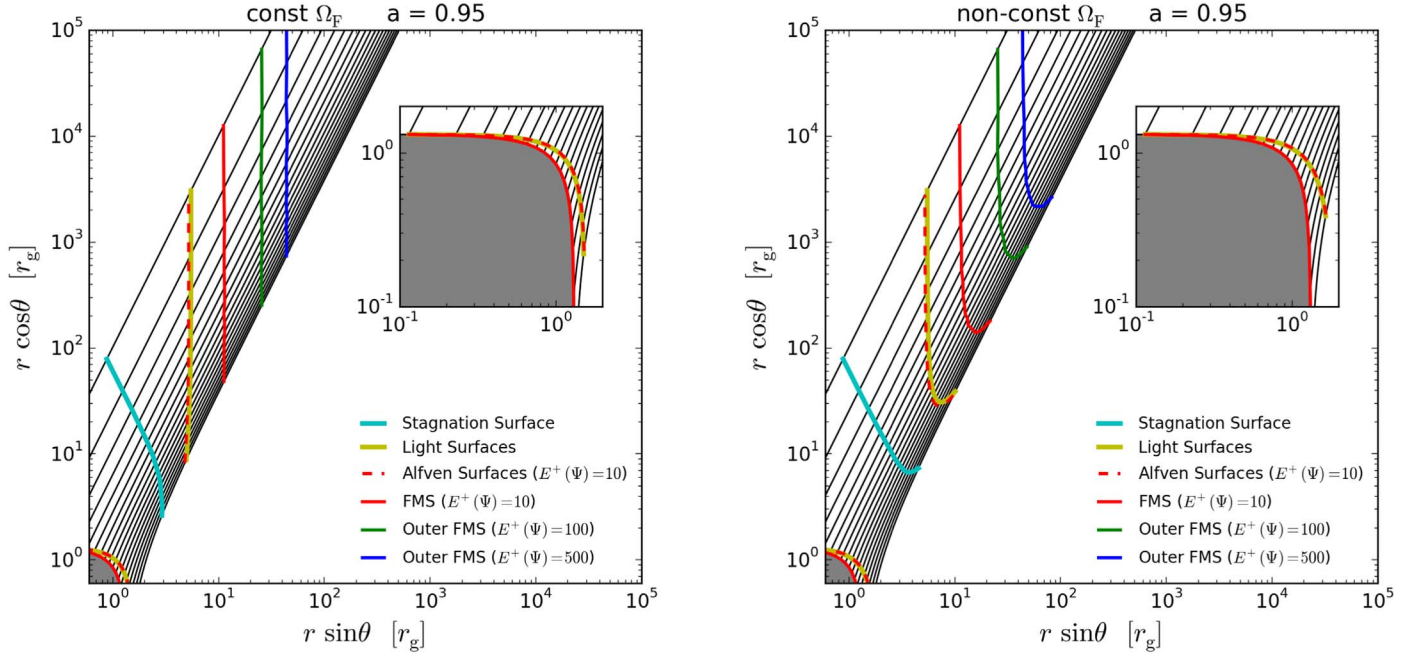 const Ω_F a = 0.95
10^5
10^4
10^3
10^2
10^1
10^0
r cosθ [r_g]
10^0
10^-1
10^-1
10^0
Stagnation Surface
Light Surfaces
Alfven Surfaces (E^+(Ψ)=10)
FMS (E^+(Ψ)=10)
Outer FMS (E^+(Ψ)=100)
Outer FMS (E^+(Ψ)=500)
10^0 10^1 10^2 10^3 10^4 10^5
r sinθ [r_g]
non-const Ω_F a = 0.95
10^5
10^4
10^3
10^2
10^1
10^0
r cosθ [r_g]
10^0
10^-1
10^-1
10^0
Stagnation Surface
Light Surfaces
Alfven Surfaces (E^+(Ψ)=10)
FMS (E^+(Ψ)=10)
Outer FMS (E^+(Ψ)=100)
Outer FMS (E^+(Ψ)=500)
10^0 10^1 10^2 10^3 10^4 10^5
r sinθ [r_g]